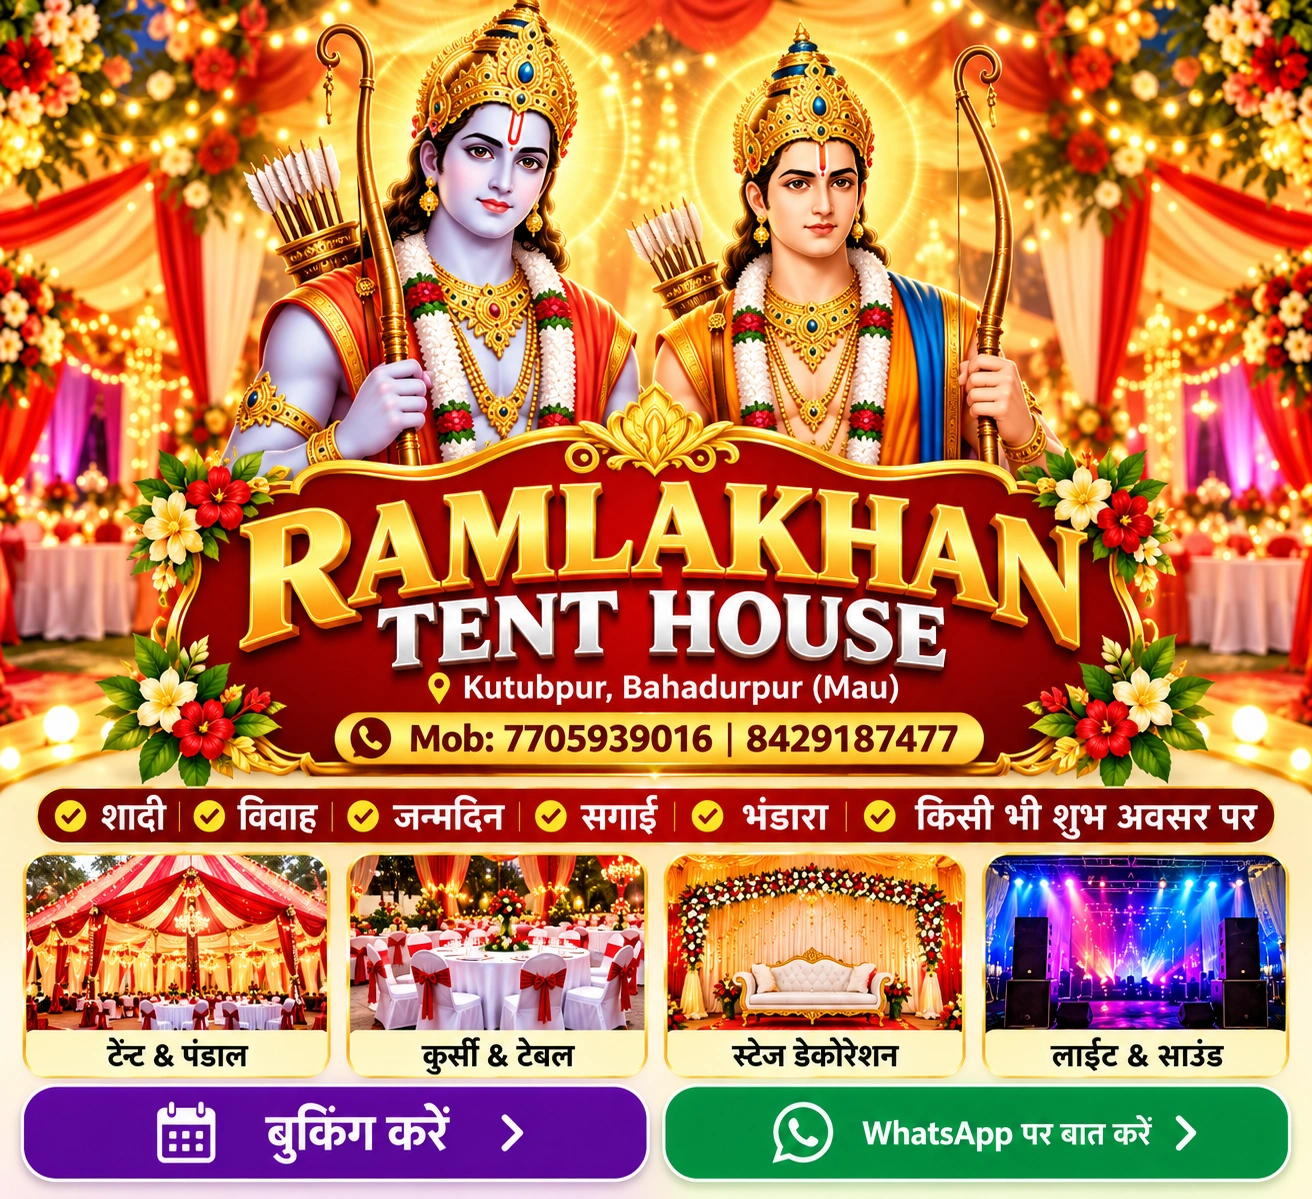 RAMLAKHAN
TENT HOUSE
Kutubpur, Bahadurpur (Mau)
Mob: 7705939016 | 8429187477
शादी | विवाह | जन्मदिन | सगाई | भंडारा | किसी भी शुभ अवसर पर
टेंन्ट & पंडाल
कुर्सी & टेबल
स्टेज डेकोरेशन
लाईट & साउंड
बुकिंग करें
WhatsApp पर बात करें